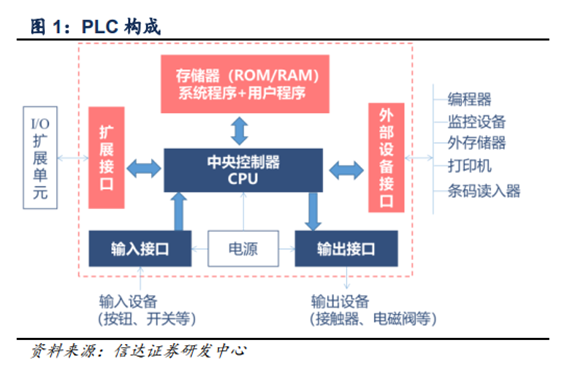 图 1：PLC 构成
存储器（ROM/RAM）
系统程序+用户程序
I/O
扩
展
单
元
扩
展
接
口
中央控制器
CPU
外
部
设
备
接
口
编程器
监控设备
外存储器
打印机
条码读入器
输入接口
电源
输出接口
输入设备
（按钮、开关等）
输出设备
（接触器、电磁阀等）
资料来源：信达证券研发中心